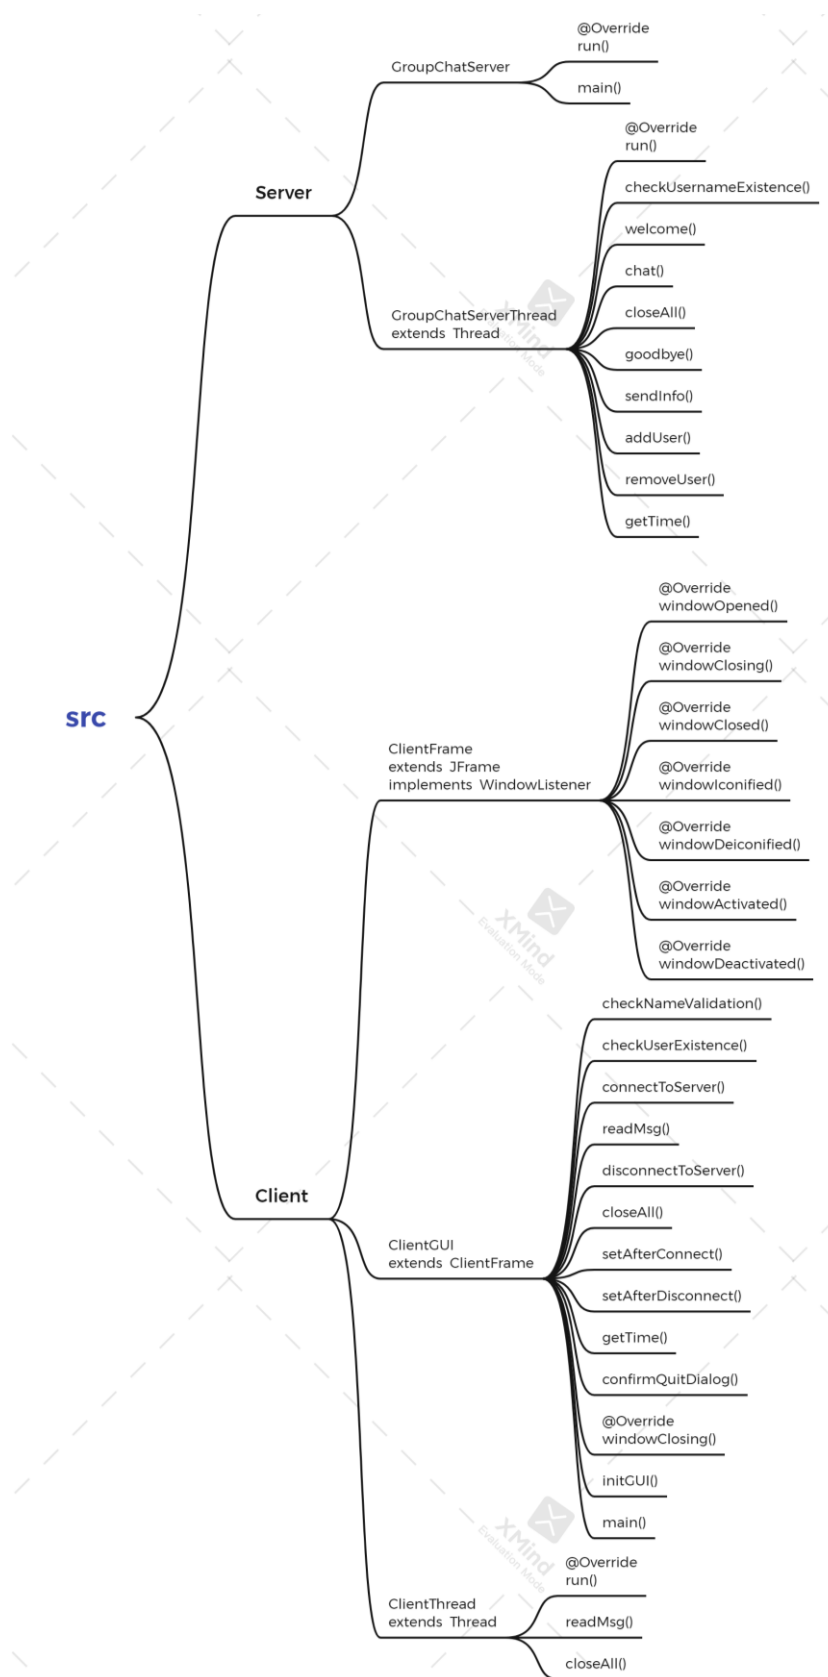 src
Server
GroupChatServer
@Override
run()
main()
GroupChatServerThread
extends Thread
@Override
run()
checkUsernameExistence()
welcome()
chat()
closeAll()
goodbye()
sendInfo()
addUser()
removeUser()
getTime()
XMind
Evaluation Mode
Client
ClientFrame
extends JFrame
implements WindowListener
@Override
windowOpened()
@Override
windowClosing()
@Override
windowClosed()
@Override
windowIconified()
@Override
windowDeiconified()
@Override
windowActivated()
@Override
windowDeactivated()
XMind
Evaluation Mode
ClientGUI
extends ClientFrame
checkNameValidation()
checkUserExistence()
connectToServer()
readMsg()
disconnectToServer()
closeAll()
setAfterConnect()
setAfterDisconnect()
getTime()
confirmQuitDialog()
@Override
windowClosing()
initGUI()
main()
XMind
Evaluation Mode
ClientThread
extends Thread
@Override
run()
readMsg()
closeAll()